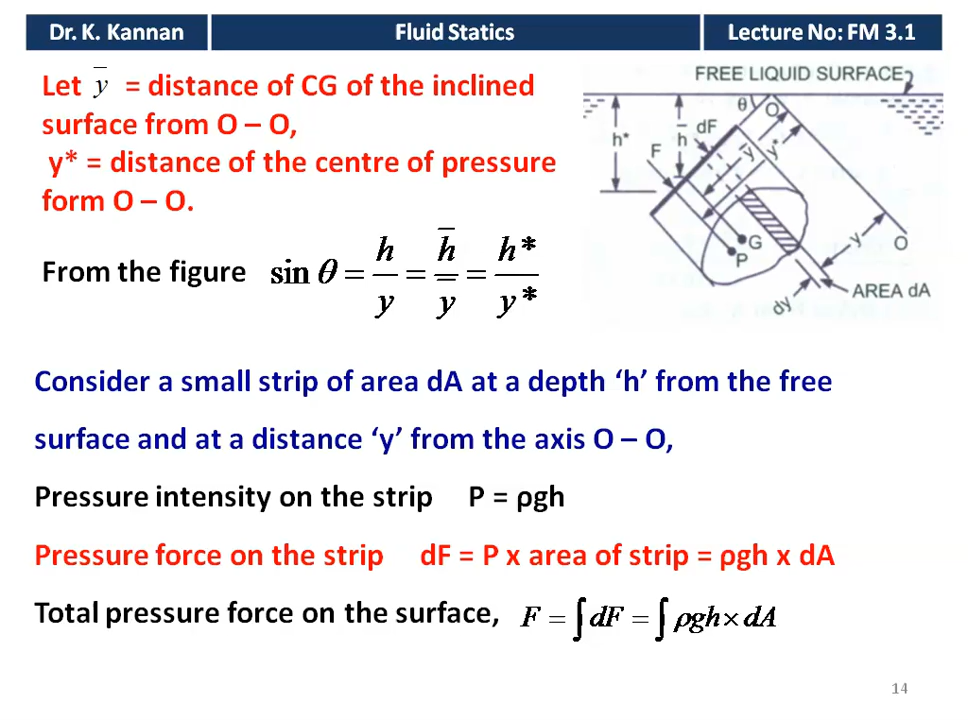 Dr. K. Kannan
Fluid Statics
Lecture No: FM 3.1
Let y̅ = distance of CG of the inclined
surface from O – O,
y* = distance of the centre of pressure
form O – O.
From the figure sin θ = h/y = h̅/y̅ = h*/y*
FREE LIQUID SURFACE
θ
O
h*
h̅
dF
F
y̅
y*
G
P
y
O
AREA dA
dy
Consider a small strip of area dA at a depth ‘h’ from the free
surface and at a distance ‘y’ from the axis O – O,
Pressure intensity on the strip P = ρgh
Pressure force on the strip dF = P x area of strip = ρgh x dA
Total pressure force on the surface, F = ∫ dF = ∫ ρgh × dA
14